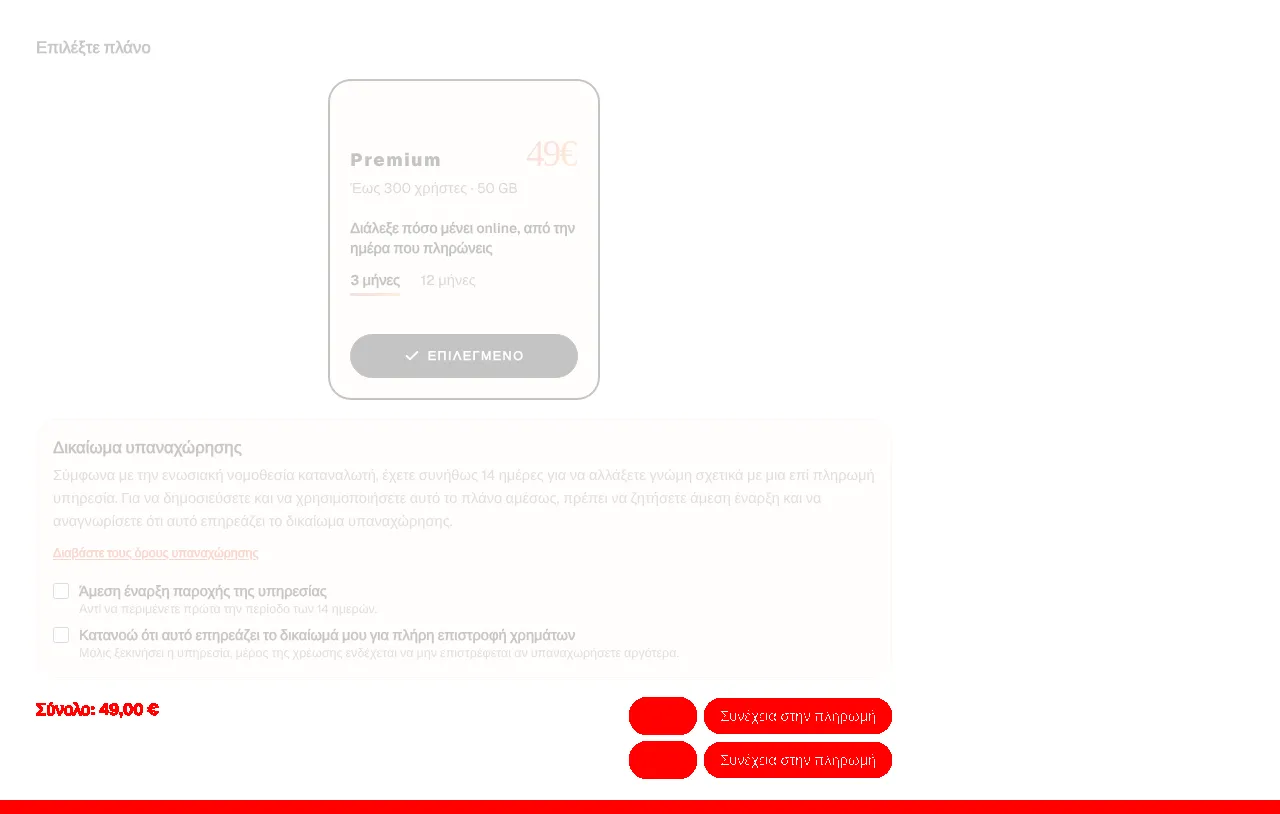 Επιλέξτε πλάνο
Premium 49€
Έως 300 χρήστες · 50 GB
Διάλεξε πόσο μένει online, από την
ημέρα που πληρώνεις
3 μήνες 12 μήνες
ΕΠΙΛΕΓΜΕΝΟ
Δικαίωμα υπαναχώρησης
Σύμφωνα με την ενωσιακή νομοθεσία καταναλωτή, έχετε συνήθως 14 ημέρες για να αλλάξετε γνώμη σχετικά με μια επί πληρωμή
υπηρεσία. Για να δημοσιεύσετε και να χρησιμοποιήσετε αυτό το πλάνο αμέσως, πρέπει να ζητήσετε άμεση έναρξη και να
αναγνωρίσετε ότι αυτό επηρεάζει το δικαίωμα υπαναχώρησης.
Διαβάστε τους όρους υπαναχώρησης
Άμεση έναρξη παροχής της υπηρεσίας
Αντί να περιμένετε πρώτα την περίοδο των 14 ημερών.
Κατανοώ ότι αυτό επηρεάζει το δικαίωμά μου για πλήρη επιστροφή χρημάτων
Μόλις ξεκινήσει η υπηρεσία, μέρος της χρέωσης ενδέχεται να μην επιστρέφεται αν υπαναχωρήσετε αργότερα.
Σύνολο: 49,00 €
Συνέχεια στην πληρωμή
Συνέχεια στην πληρωμή